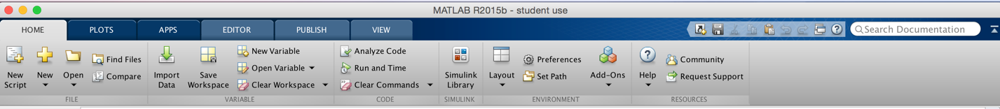 MATLAB R2015b - student use
HOME PLOTS APPS EDITOR PUBLISH VIEW Search Documentation
New Script
New
Open
Find Files
Compare
FILE
Import Data
Save Workspace
New Variable
Open Variable
Clear Workspace
VARIABLE
Analyze Code
Run and Time
Clear Commands
CODE
Simulink Library
SIMULINK
Layout
Preferences
Set Path
Add-Ons
ENVIRONMENT
Help
Community
Request Support
RESOURCES